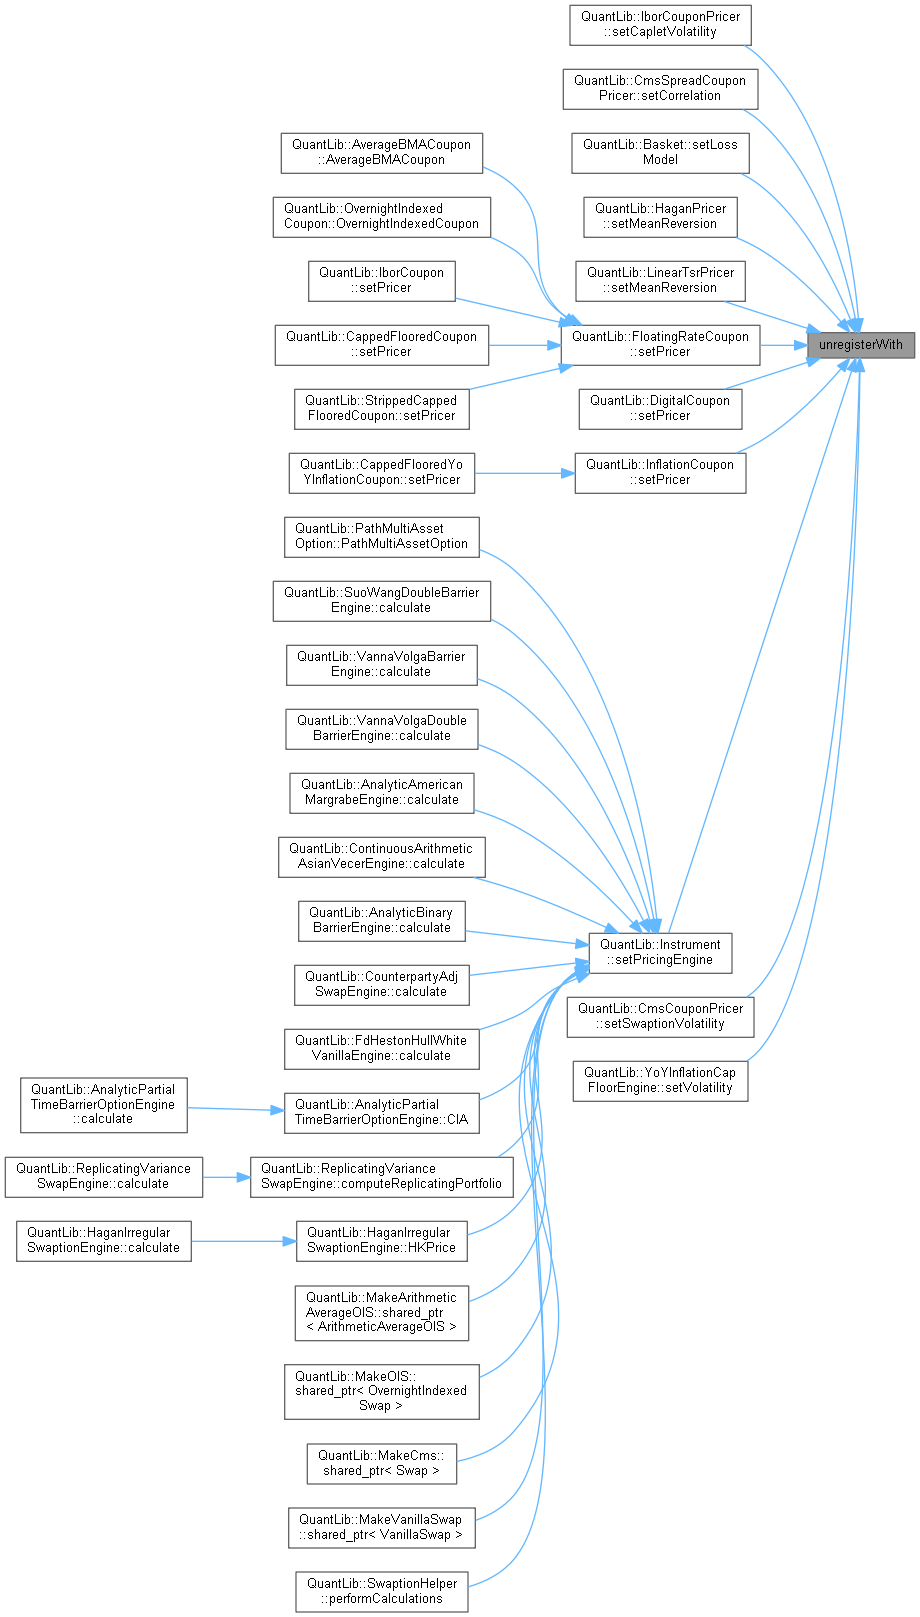 QuantLib::IborCouponPricer
::setCapletVolatility
QuantLib::CmsSpreadCoupon
Pricer::setCorrelation
QuantLib::Basket::setLoss
Model
QuantLib::HaganPricer
::setMeanReversion
QuantLib::LinearTsrPricer
::setMeanReversion
QuantLib::FloatingRateCoupon
::setPricer
unregisterWith
QuantLib::DigitalCoupon
::setPricer
QuantLib::InflationCoupon
::setPricer
QuantLib::AverageBMACoupon
::AverageBMACoupon
QuantLib::OvernightIndexed
Coupon::OvernightIndexedCoupon
QuantLib::IborCoupon
::setPricer
QuantLib::CappedFlooredCoupon
::setPricer
QuantLib::StrippedCapped
FlooredCoupon::setPricer
QuantLib::CappedFlooredYo
YInflationCoupon::setPricer
QuantLib::PathMultiAsset
Option::PathMultiAssetOption
QuantLib::SuoWangDoubleBarrier
Engine::calculate
QuantLib::VannaVolgaBarrier
Engine::calculate
QuantLib::VannaVolgaDouble
BarrierEngine::calculate
QuantLib::AnalyticAmerican
MargrabeEngine::calculate
QuantLib::ContinuousArithmetic
AsianVecerEngine::calculate
QuantLib::AnalyticBinary
BarrierEngine::calculate
QuantLib::Instrument
::setPricingEngine
QuantLib::CounterpartyAdj
SwapEngine::calculate
QuantLib::CmsCouponPricer
::setSwaptionVolatility
QuantLib::FdHestonHullWhite
VanillaEngine::calculate
QuantLib::YoYInflationCap
FloorEngine::setVolatility
QuantLib::AnalyticPartial
TimeBarrierOptionEngine
::calculate
QuantLib::AnalyticPartial
TimeBarrierOptionEngine::CIA
QuantLib::ReplicatingVariance
SwapEngine::calculate
QuantLib::ReplicatingVariance
SwapEngine::computeReplicatingPortfolio
QuantLib::HaganIrregular
SwaptionEngine::calculate
QuantLib::HaganIrregular
SwaptionEngine::HKPrice
QuantLib::MakeArithmetic
AverageOIS::shared_ptr
< ArithmeticAverageOIS >
QuantLib::MakeOIS::
shared_ptr< OvernightIndexed
Swap >
QuantLib::MakeCms::
shared_ptr< Swap >
QuantLib::MakeVanillaSwap
::shared_ptr< VanillaSwap >
QuantLib::SwaptionHelper
::performCalculations